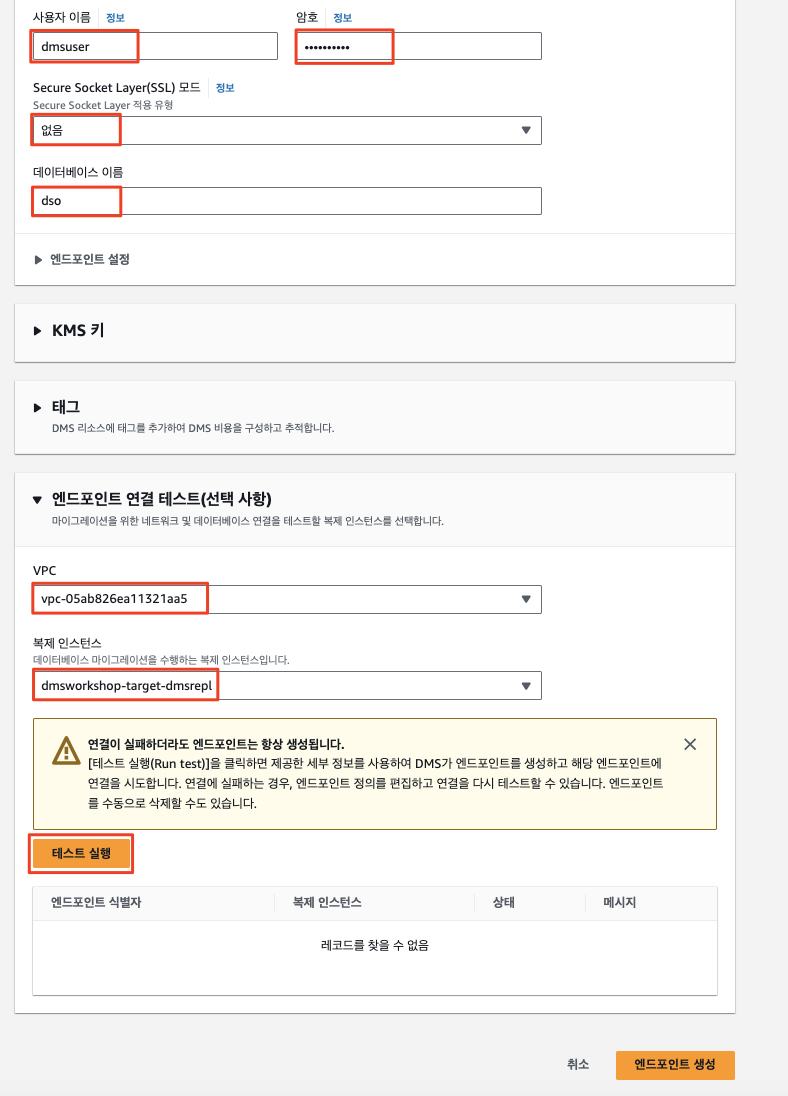 사용자 이름 정보 암호 정보
dmsuser ••••••••••
Secure Socket Layer(SSL) 모드 정보
Secure Socket Layer 적용 유형
없음
데이터베이스 이름
dso
엔드포인트 설정
KMS 키
태그
DMS 리소스에 태그를 추가하여 DMS 비용을 구성하고 추적합니다.
엔드포인트 연결 테스트(선택 사항)
마이그레이션을 위한 네트워크 및 데이터베이스 연결을 테스트할 복제 인스턴스를 선택합니다.
VPC
vpc-05ab826ea11321aa5
복제 인스턴스
데이터베이스 마이그레이션을 수행하는 복제 인스턴스입니다.
dmsworkshop-target-dmsrepl
연결이 실패하더라도 엔드포인트는 항상 생성됩니다.
[테스트 실행(Run test)]을 클릭하면 제공한 세부 정보를 사용하여 DMS가 엔드포인트를 생성하고 해당 엔드포인트에
연결을 시도합니다. 연결에 실패하는 경우, 엔드포인트 정의를 편집하고 연결을 다시 테스트할 수 있습니다. 엔드포인트
를 수동으로 삭제할 수도 있습니다.
테스트 실행
엔드포인트 식별자 복제 인스턴스 상태 메시지
레코드를 찾을 수 없음
취소 엔드포인트 생성